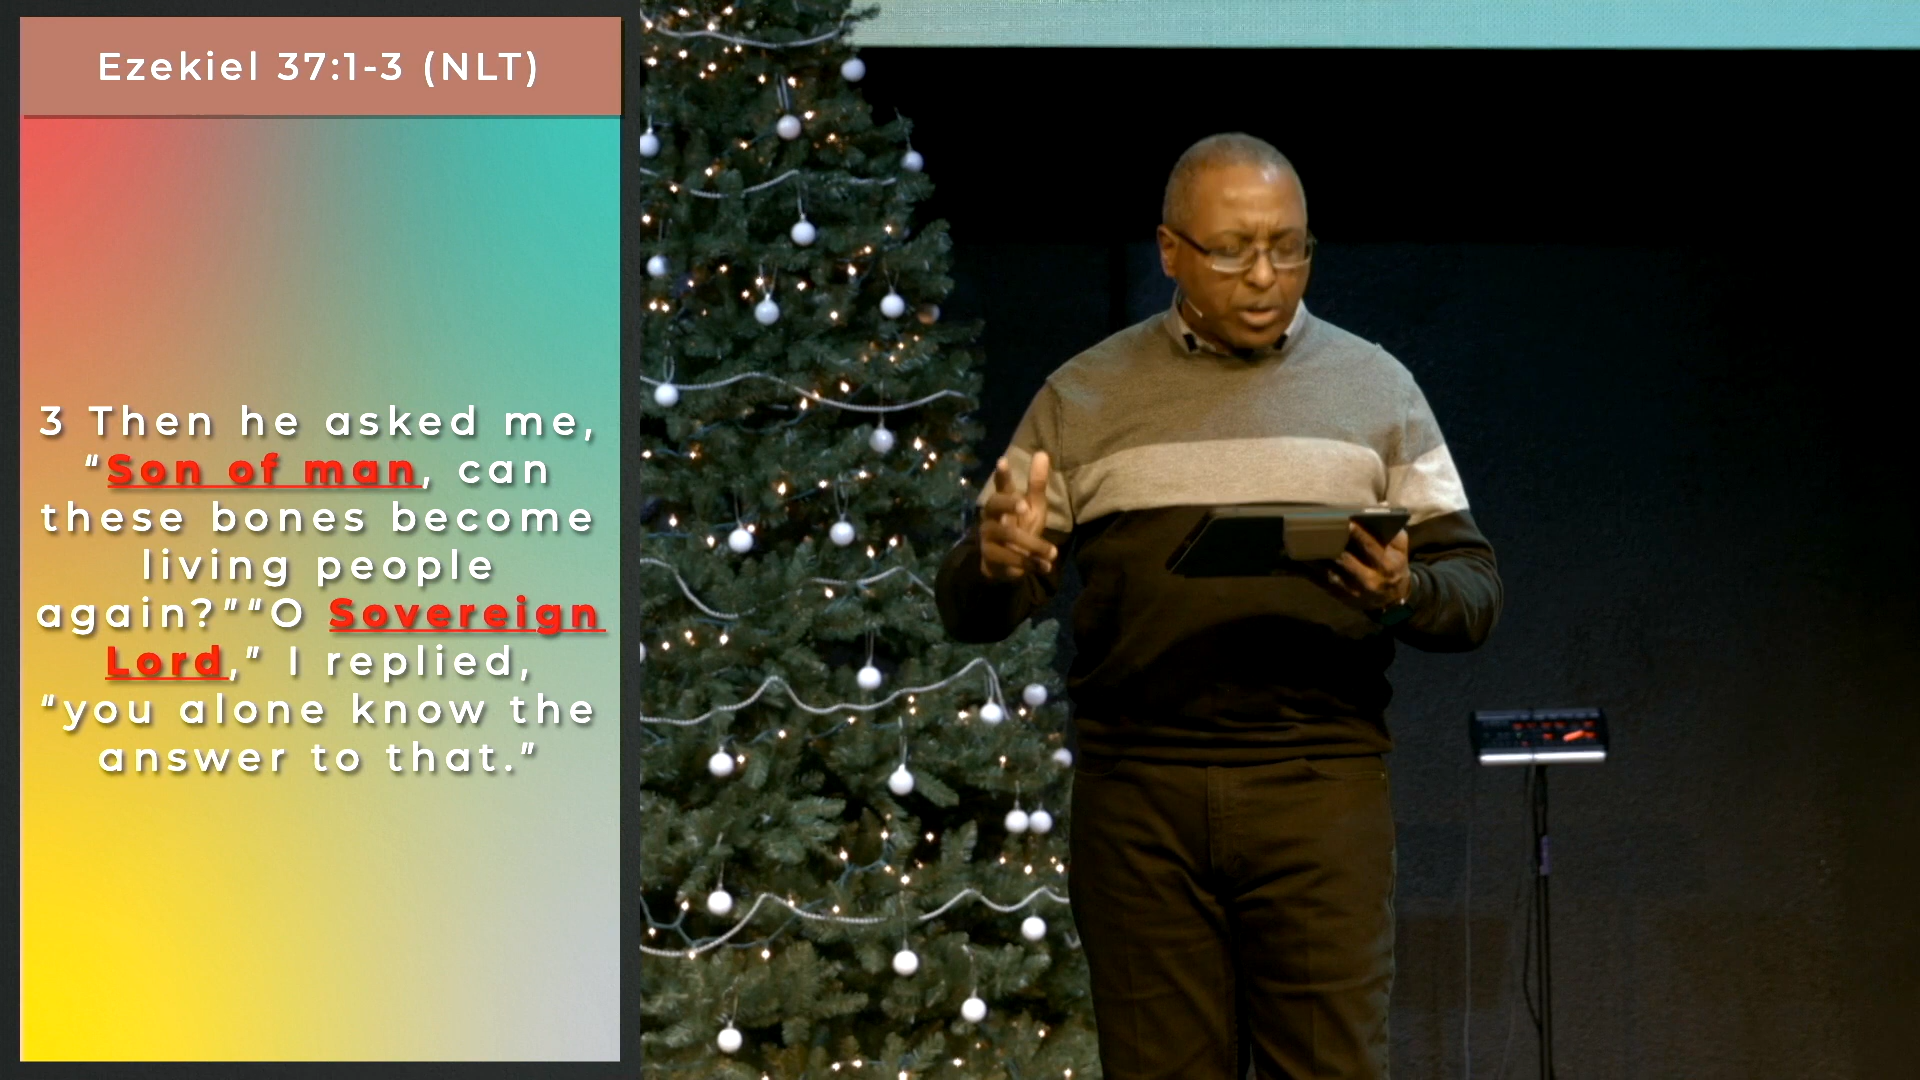 Ezekiel 37:1-3 (NLT)
3 Then he asked me,
“Son of man, can
these bones become
living people
again?”“O Sovereign
Lord,” I replied,
“you alone know the
answer to that.”